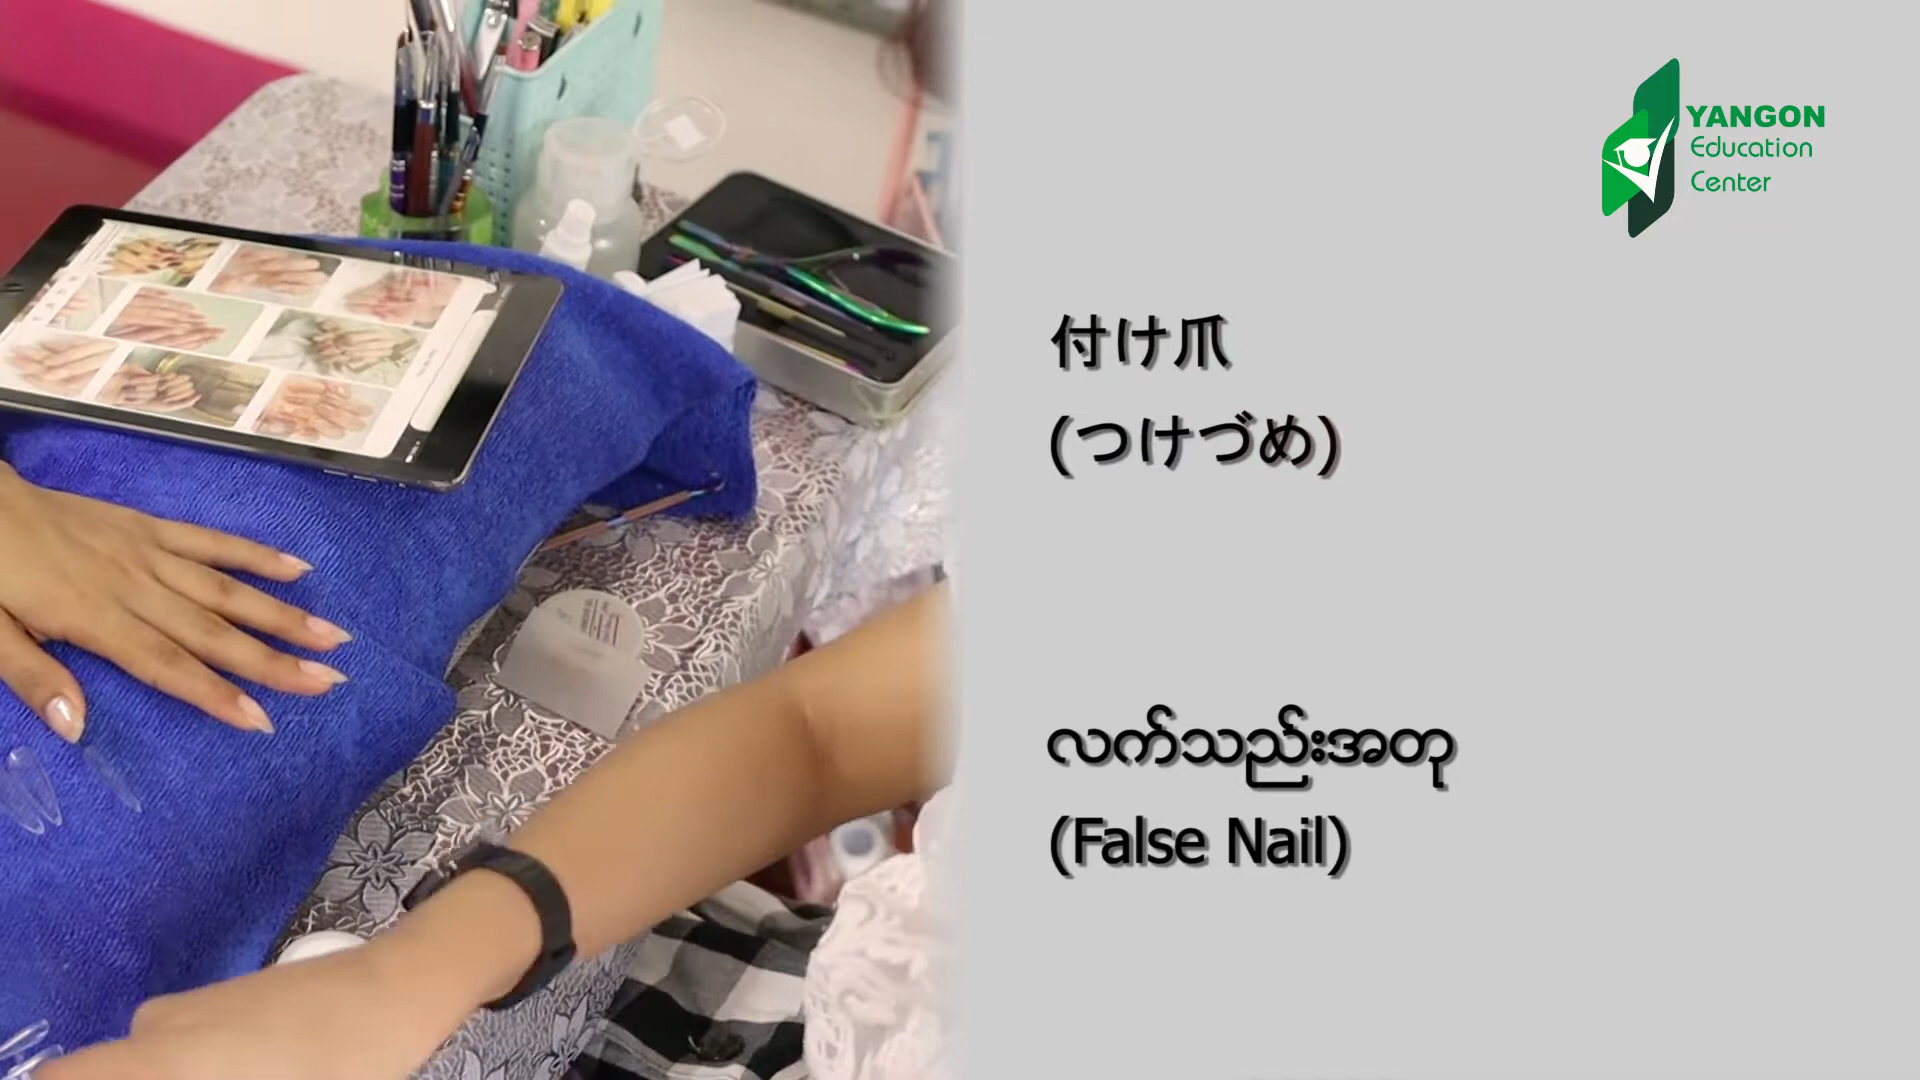 YANGON
Education
Center
付け爪
(つけづめ)
လက်သည်းအတု
(False Nail)